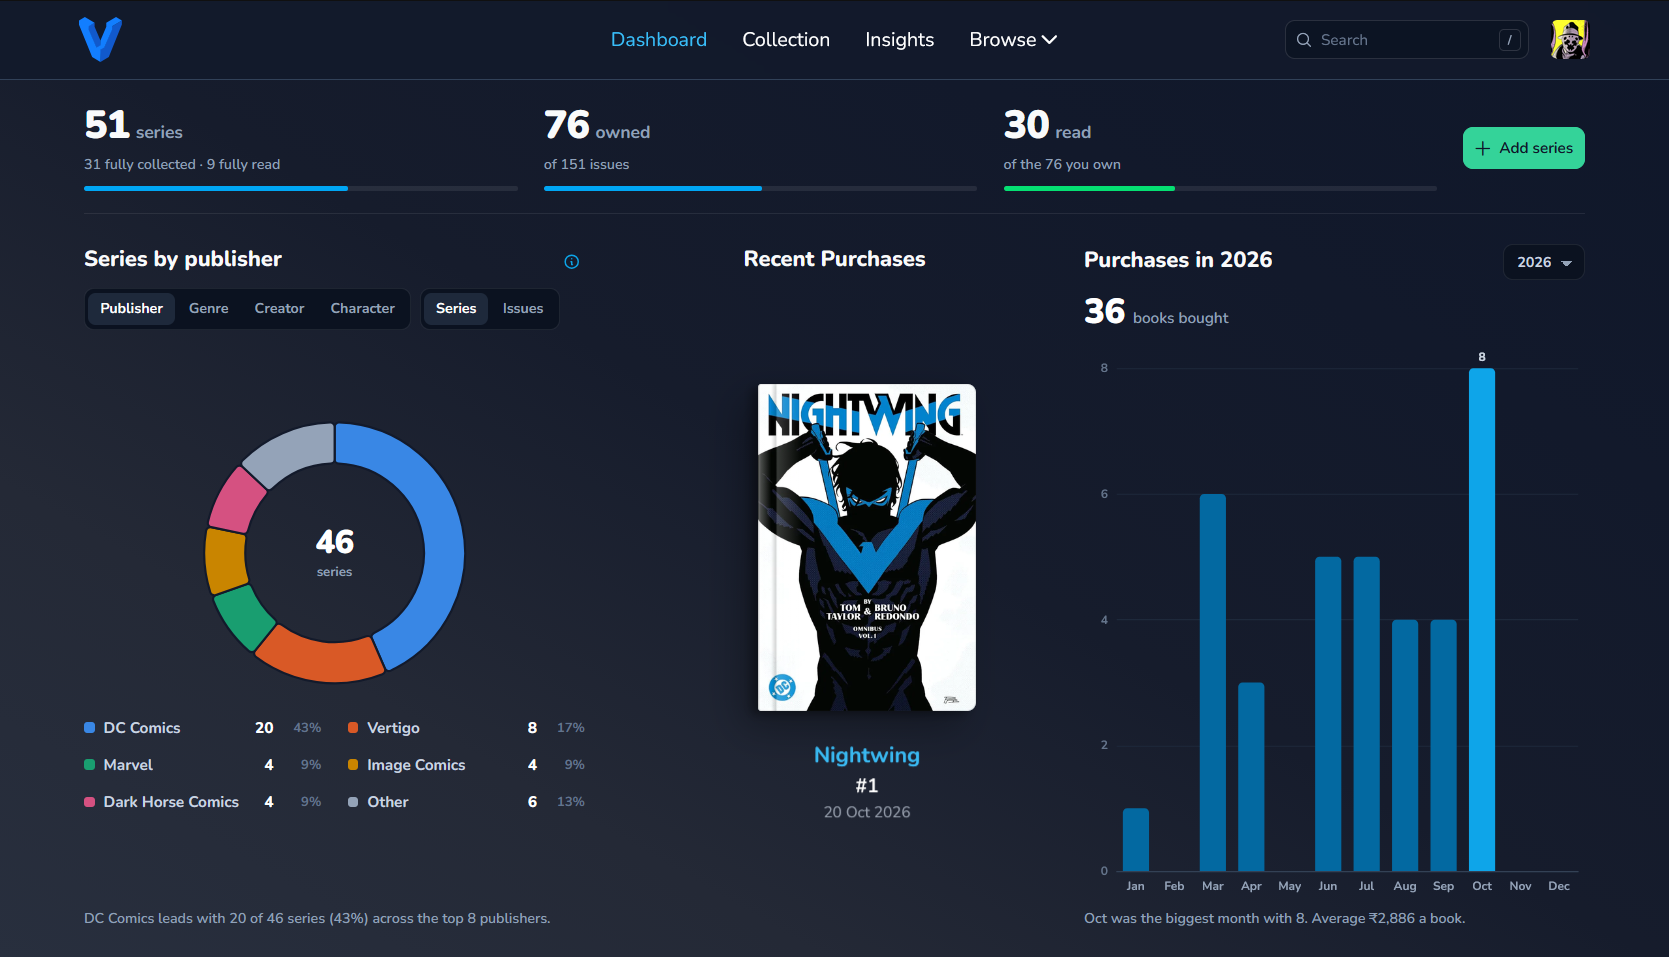 Dashboard Collection Insights Browse
Search /
51 series
31 fully collected · 9 fully read
76 owned
of 151 issues
30 read
of the 76 you own
+ Add series
Series by publisher
Publisher Genre Creator Character
Series Issues
46
series
DC Comics 20 43%
Vertigo 8 17%
Marvel 4 9%
Image Comics 4 9%
Dark Horse Comics 4 9%
Other 6 13%
DC Comics leads with 20 of 46 series (43%) across the top 8 publishers.
Recent Purchases
NIGHTWING
BY
TOM TAYLOR & BRUNO REDONDO
OMNIBUS
VOL. 1
DC
Nightwing
#1
20 Oct 2026
Purchases in 2026
2026
36 books bought
8
8
6
4
2
0
Jan Feb Mar Apr May Jun Jul Aug Sep Oct Nov Dec
Oct was the biggest month with 8. Average ₹2,886 a book.